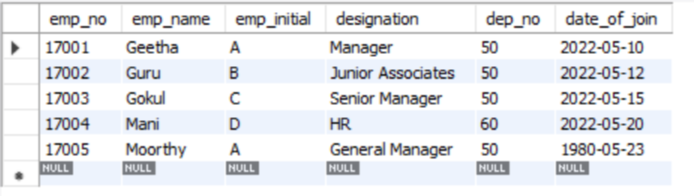 emp_no emp_name emp_initial designation dep_no date_of_join
17001 Geetha A Manager 50 2022-05-10
17002 Guru B Junior Associates 50 2022-05-12
17003 Gokul C Senior Manager 50 2022-05-15
17004 Mani D HR 60 2022-05-20
17005 Moorthy A General Manager 50 1980-05-23
NULL NULL NULL NULL NULL NULL